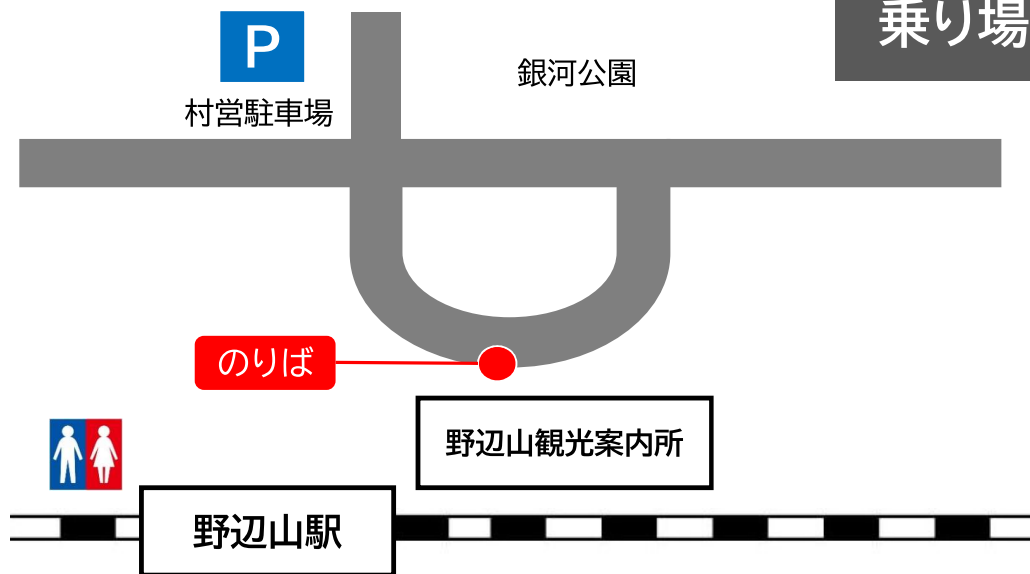 乗り場
P
村営駐車場
銀河公園
のりば
野辺山観光案内所
野辺山駅